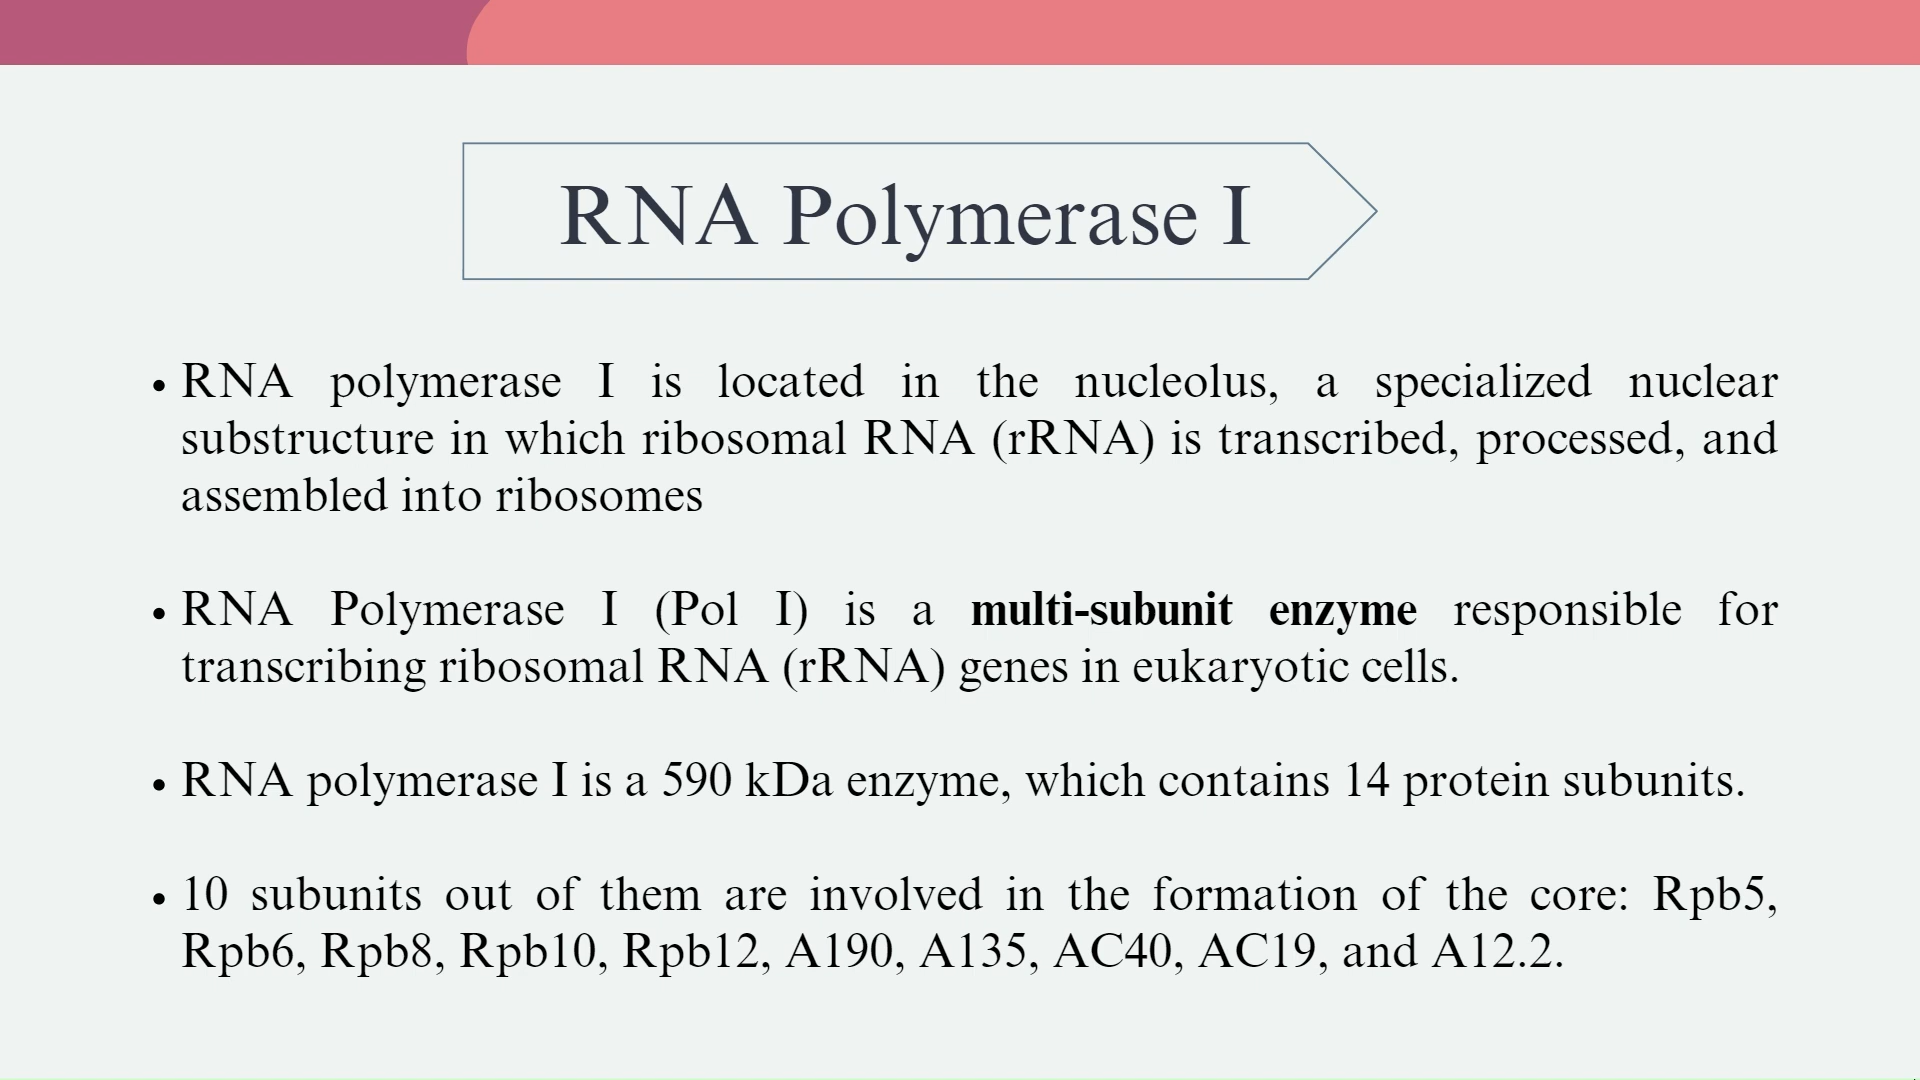 RNA Polymerase I
• RNA polymerase I is located in the nucleolus, a specialized nuclear
substructure in which ribosomal RNA (rRNA) is transcribed, processed, and
assembled into ribosomes
• RNA Polymerase I (Pol I) is a multi-subunit enzyme responsible for
transcribing ribosomal RNA (rRNA) genes in eukaryotic cells.
• RNA polymerase I is a 590 kDa enzyme, which contains 14 protein subunits.
• 10 subunits out of them are involved in the formation of the core: Rpb5,
Rpb6, Rpb8, Rpb10, Rpb12, A190, A135, AC40, AC19, and A12.2.